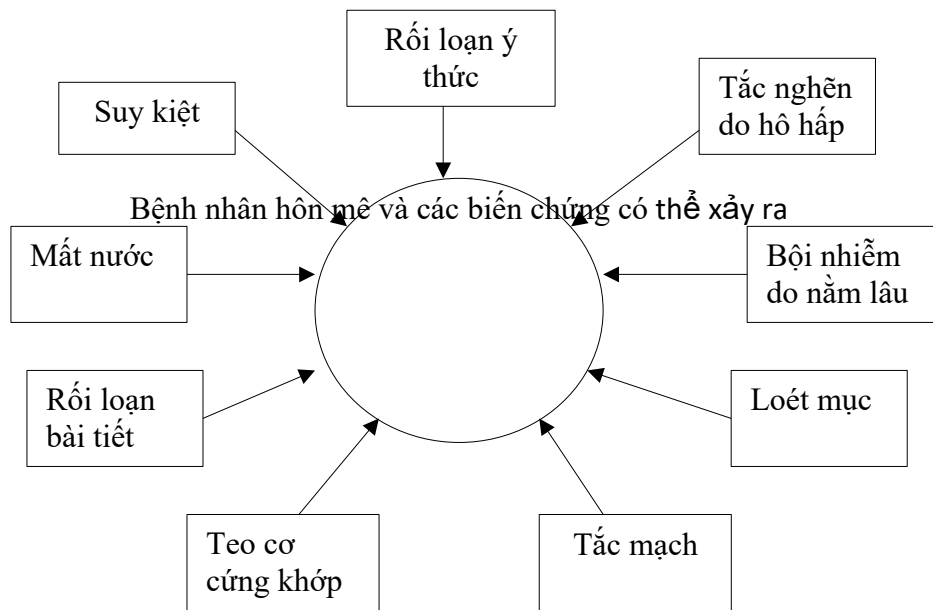 Rối loạn ý
thức
Suy kiệt
Tắc nghẽn
do hô hấp
Bệnh nhân hôn mê và các biến chứng có thể xảy ra
Mất nước
Bội nhiễm
do nằm lâu
Rối loạn
bài tiết
Loét mục
Teo cơ
cứng khớp
Tắc mạch